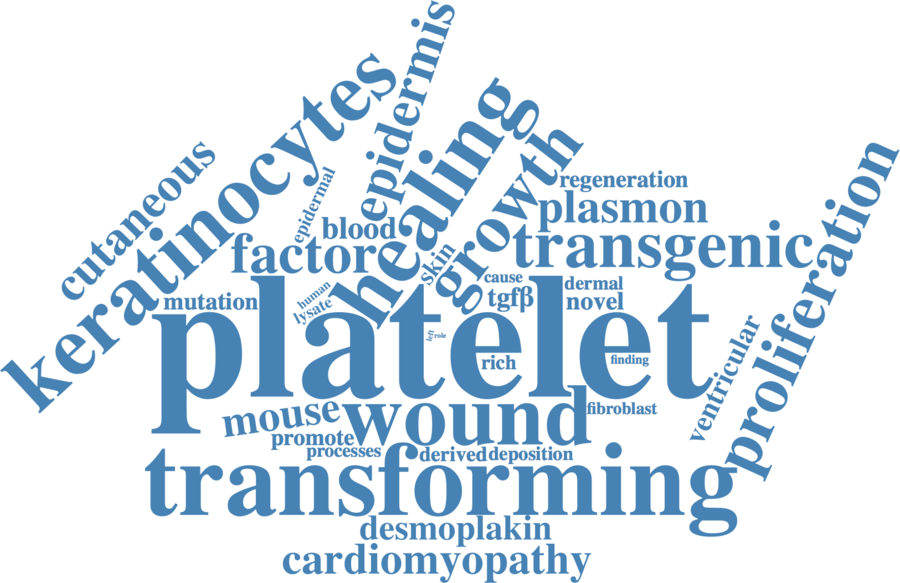 epidermis
keratinocytes
healing
cutaneous
growth
proliferation
epidermal
regeneration
plasmon
blood
factor
transgenic
skin
cause
dermal
human
lysate
tgfβ
novel
mutation
platelet
left
role
rich
finding
ventricular
mouse
wound
fibroblast
promote
processes
derived
deposition
transforming
desmoplakin
cardiomyopathy